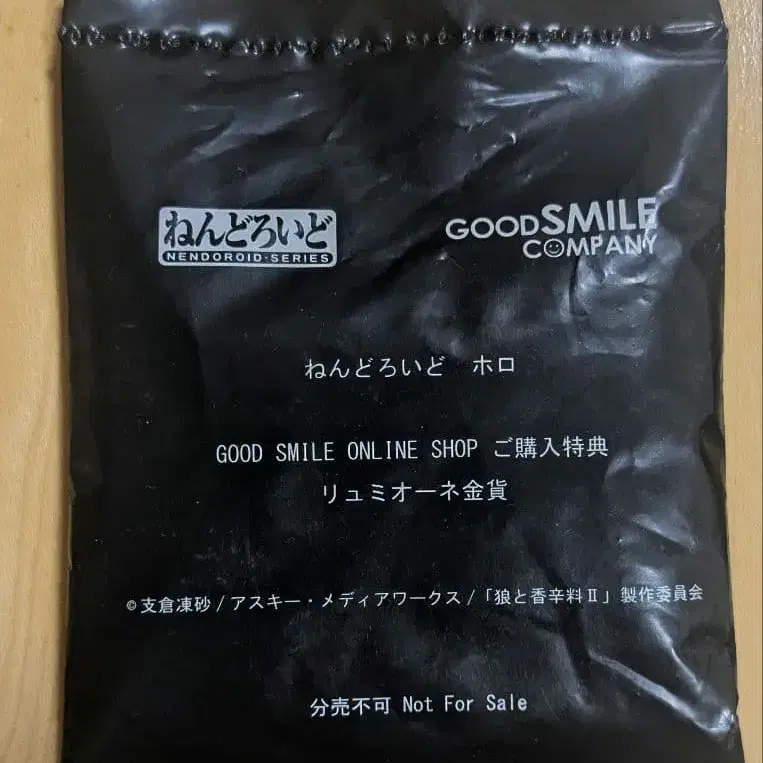 ねんどろいど
NENDOROID·SERIES
GOODSMILE
COMPANY
ねんどろいど　ホロ
GOOD SMILE ONLINE SHOP ご購入特典
リュミオーネ金貨
©支倉凍砂/アスキー・メディアワークス/「狼と香辛料Ⅱ」製作委員会
分売不可 Not For Sale